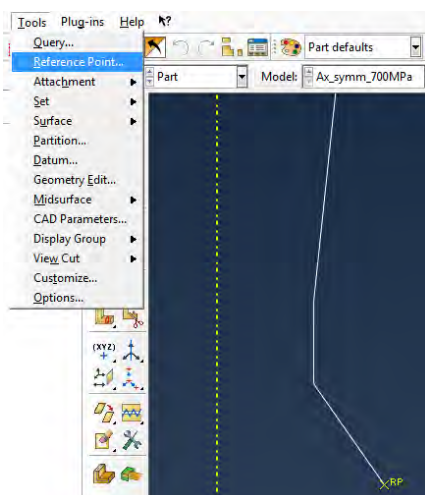 Tools Plug-ins Help
Query...
Part defaults
Reference Point...
Part Model: Ax_symm_700MPa
Attachment
Set
Surface
Partition...
Datum...
Geometry Edit...
Midsurface
CAD Parameters...
Display Group
View Cut
Customize...
Options...
(XYZ)
RP